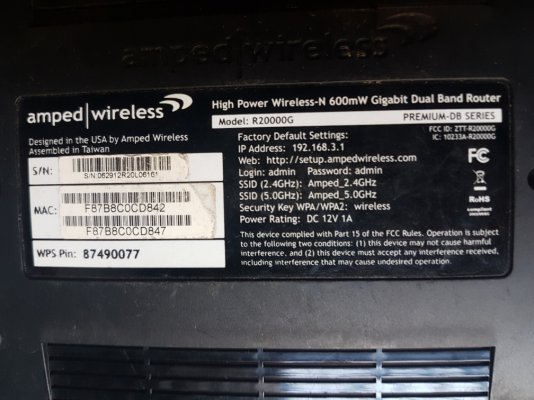 amped|wireless
amped|wireless
High Power Wireless-N 600mW Gigabit Dual Band Router
Model: R20000G
PREMIUM-DB SERIES
FCC ID: ZTT-R20000G
IC: 10233A-R20000G
Designed in the USA by Amped Wireless
Assembled in Taiwan
S/N:
S/N:062912R20L06161
MAC:
F87B8C0CD842
F87B8C0CD847
WPS Pin: 87490077
Factory Default Settings:
IP Address: 192.168.3.1
Web: http://setup.ampedwireless.com
Login: admin Password: admin
SSID (2.4GHz): Amped_2.4GHz
SSID (5.0GHz): Amped_5.0GHz
Security Key WPA/WPA2: wireless
Power Rating: DC 12V 1A
FC
RoHS
compliant
This device complied with Part 15 of the FCC Rules. Operation is subject
to the following two conditions: (1) this device may not cause harmful
interference, and (2) this device must accept any interference received,
including interference that may cause undesired operation.